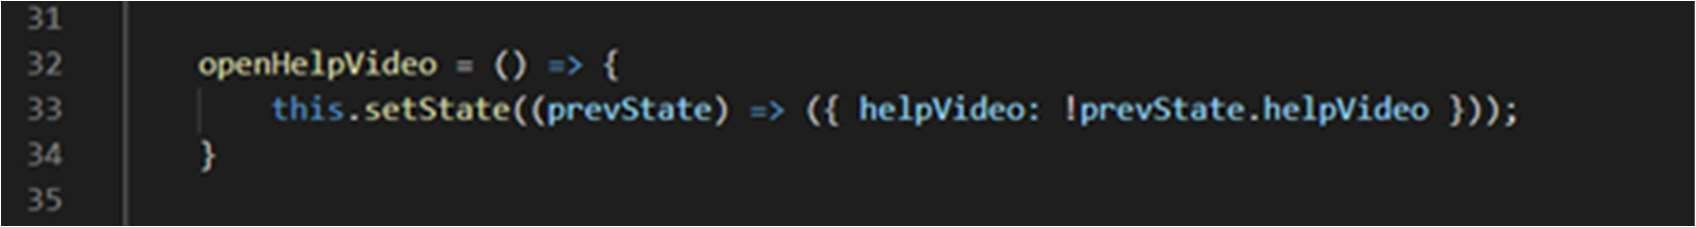 31
32 openHelpVideo = () => {
33 this.setState((prevState) => ({ helpVideo: !prevState.helpVideo }));
34 }
35